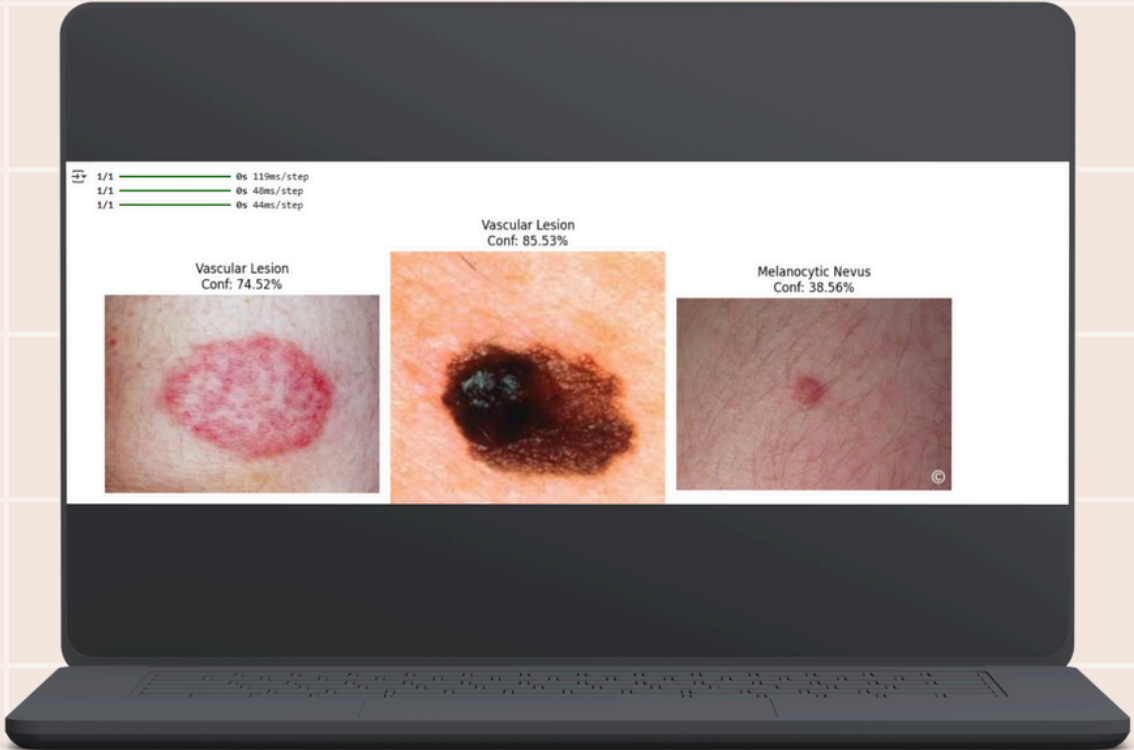 1/1 0s 119ms/step
1/1 0s 48ms/step
1/1 0s 44ms/step
Vascular Lesion
Conf: 74.52%
Vascular Lesion
Conf: 85.53%
Melanocytic Nevus
Conf: 38.56%
©